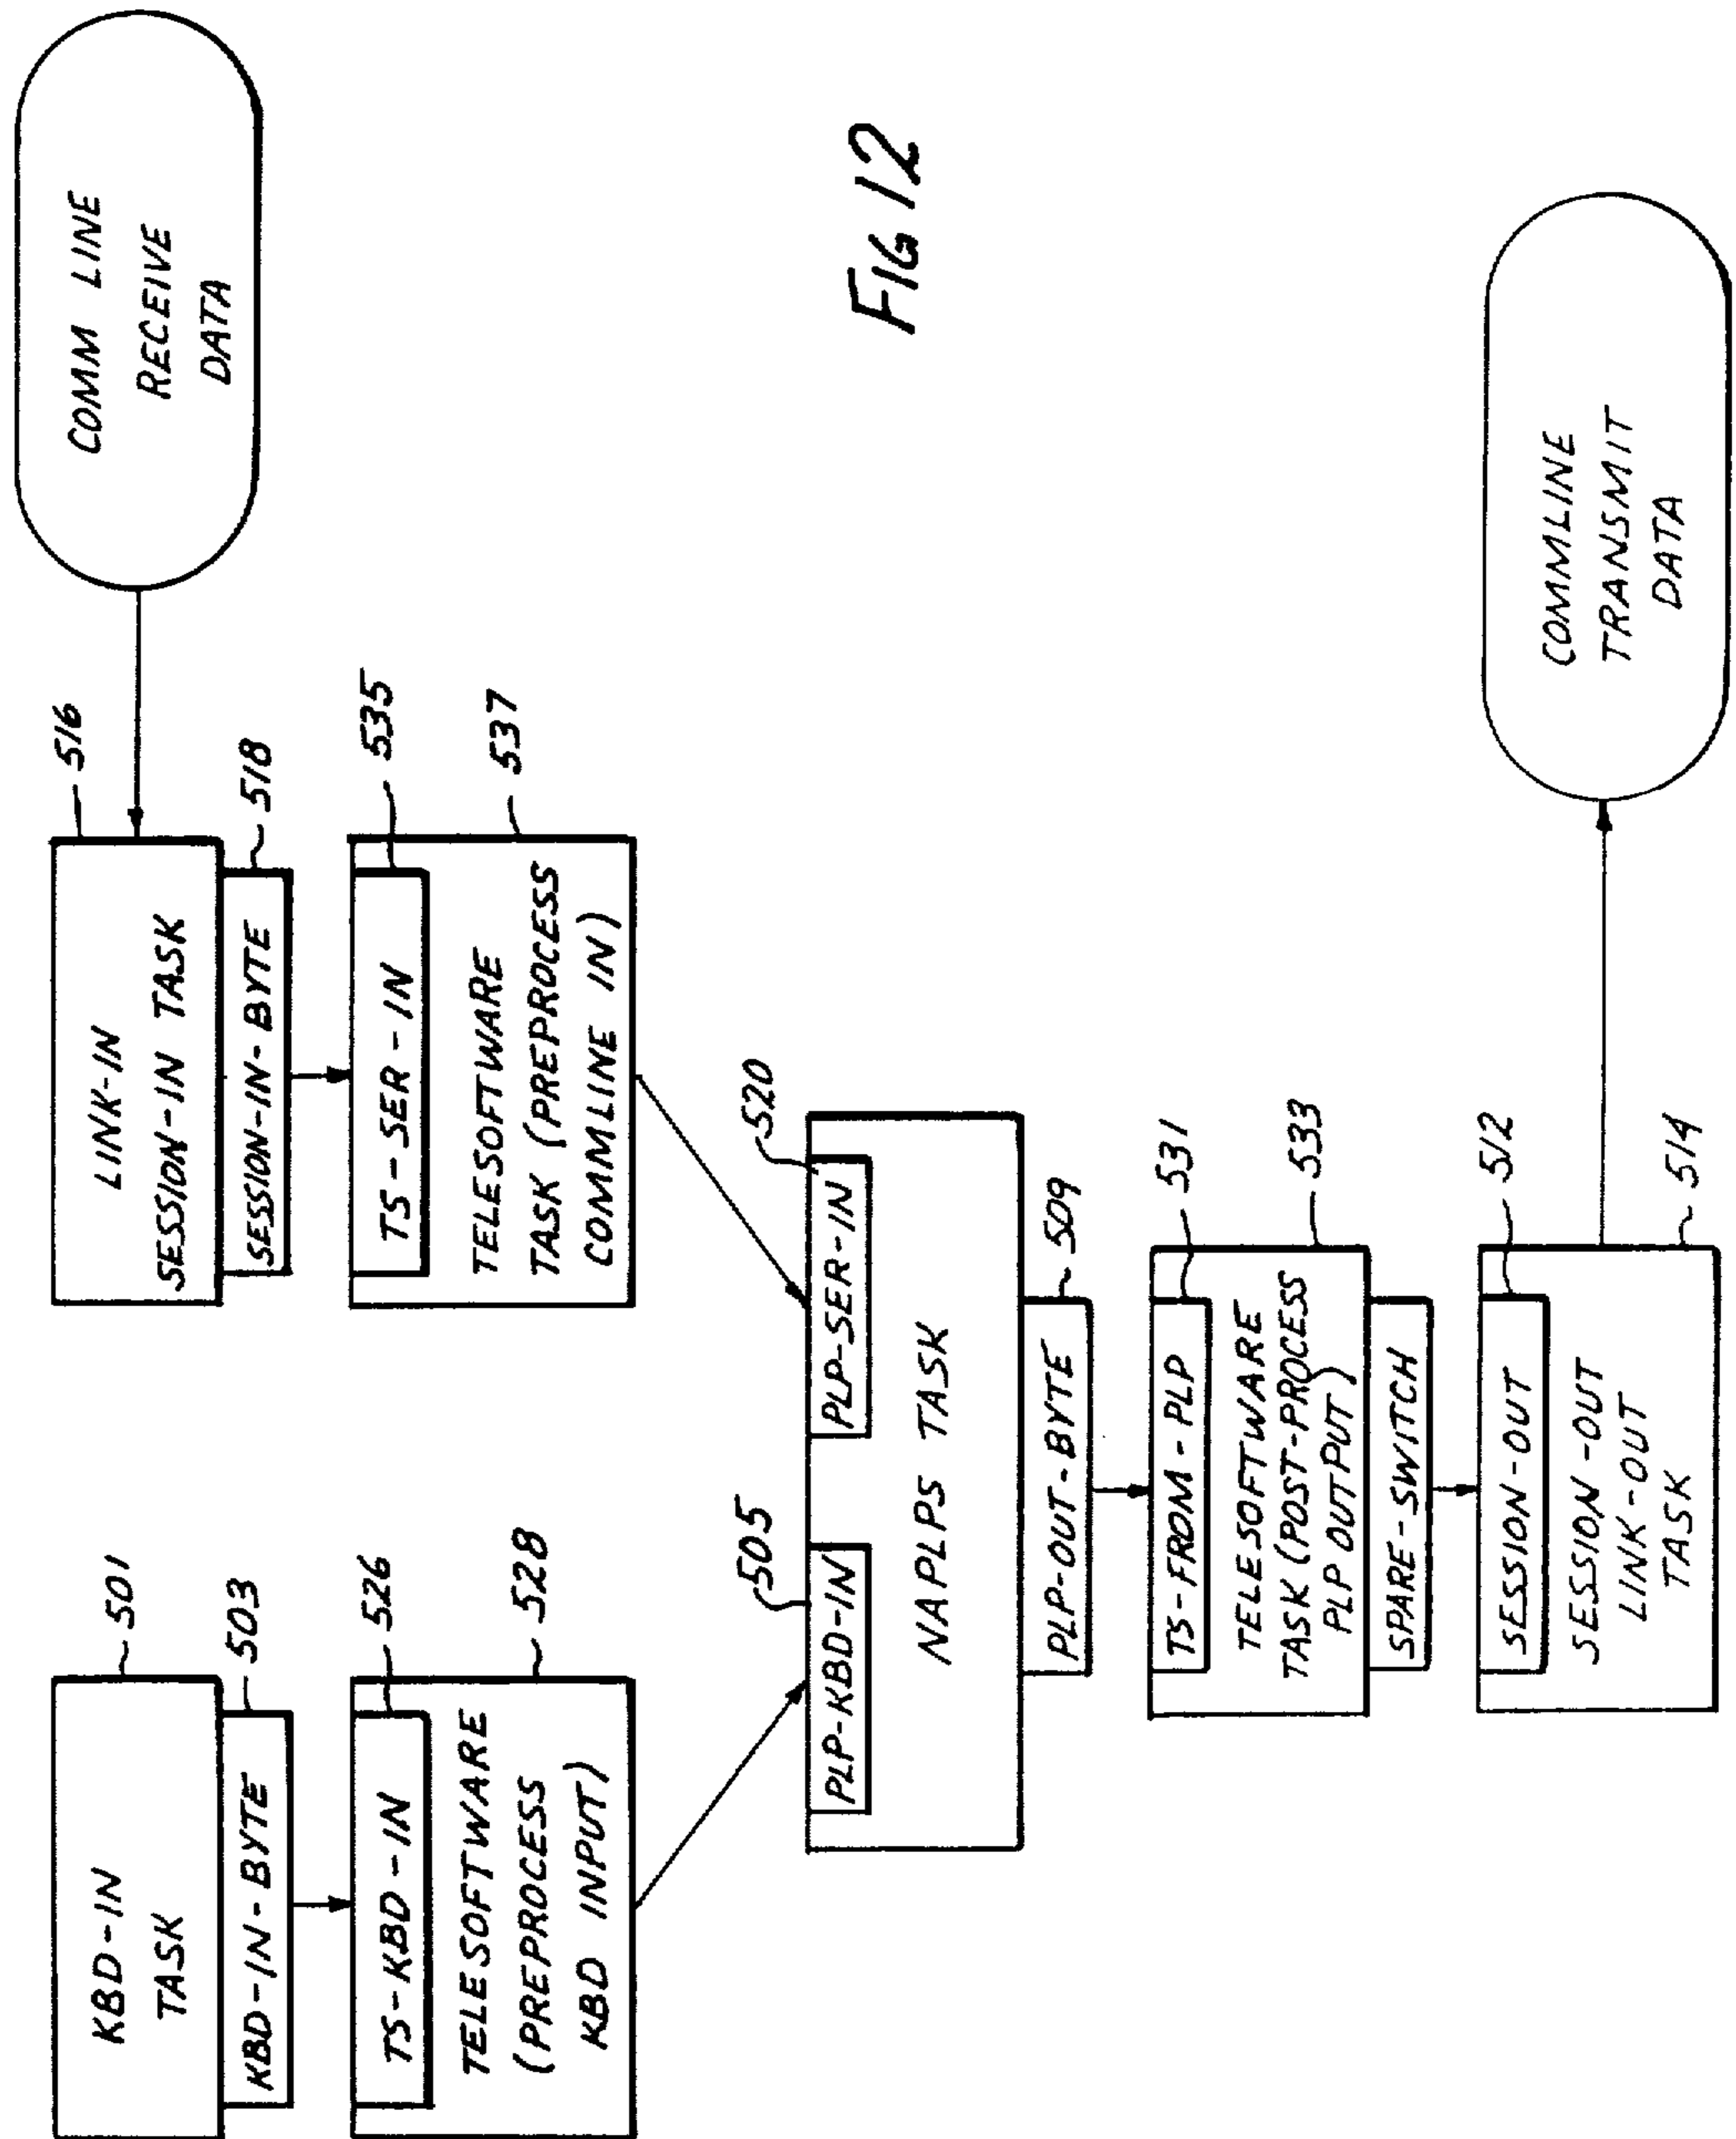 KBD-IN
TASK
501
KBD-IN-BYTE
503
TS-KBD-IN
526
TELESOFTWARE
(PREPROCESS
KBD INPUT)
528
LINK-IN
SESSION-IN TASK
516
SESSION-IN-BYTE
518
TS-SER-IN
535
TELESOFTWARE
TASK (PREPROCESS
COMMLINE IN)
537
COMM LINE
RECEIVE
DATA
PLP-KBD-IN
505
PLP-SER-IN
520
NAPLPS TASK
PLP-OUT-BYTE
509
TS-FROM-PLP
531
TELESOFTWARE
TASK (POST-PROCESS
PLP OUTPUT)
533
SPARE-SWITCH
SESSION-OUT
512
SESSION-OUT
LINK-OUT
TASK
514
COMMLINE
TRANSMIT
DATA
FIG 12